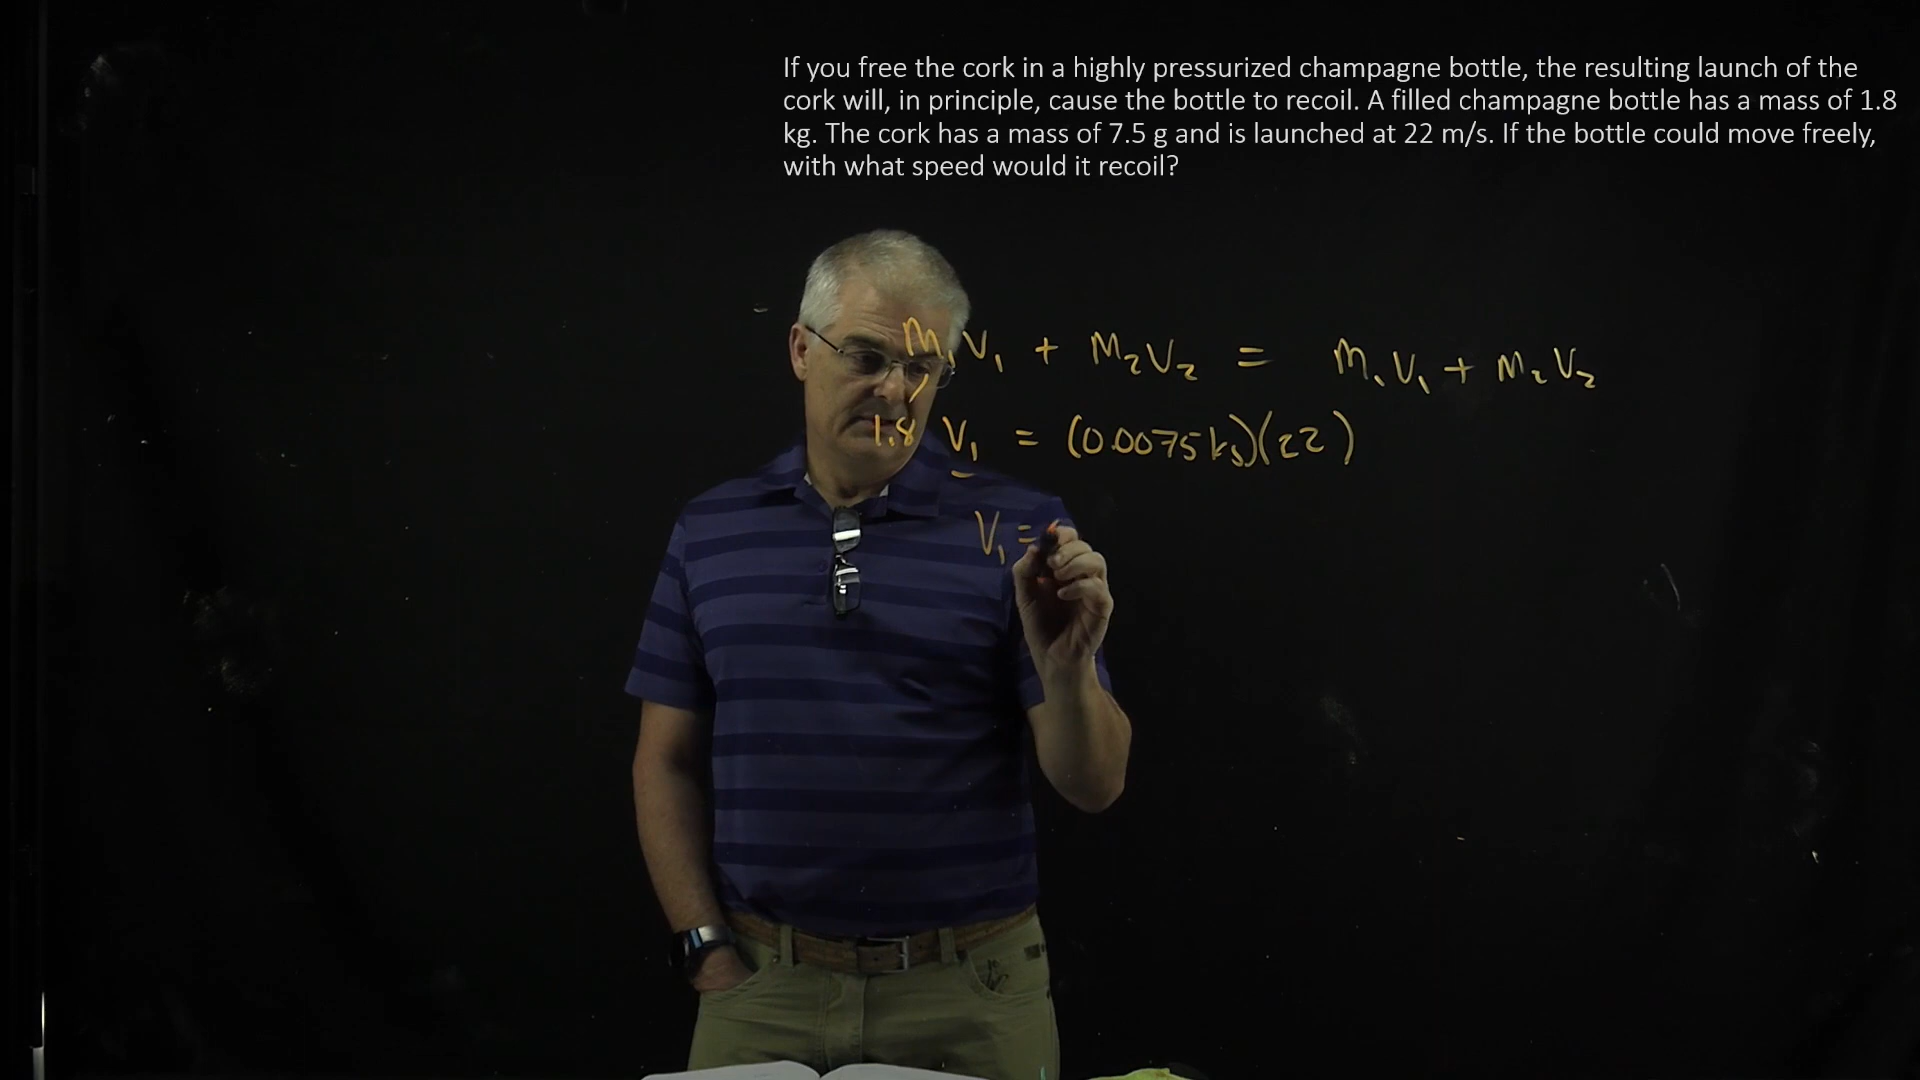 If you free the cork in a highly pressurized champagne bottle, the resulting launch of the
cork will, in principle, cause the bottle to recoil. A filled champagne bottle has a mass of 1.8
kg. The cork has a mass of 7.5 g and is launched at 22 m/s. If the bottle could move freely,
with what speed would it recoil?
m₁V₁ + m₂V₂ = m₁V₁ + m₂V₂
1.8 V₁ = (0.0075 kg)(22)
V₁ =